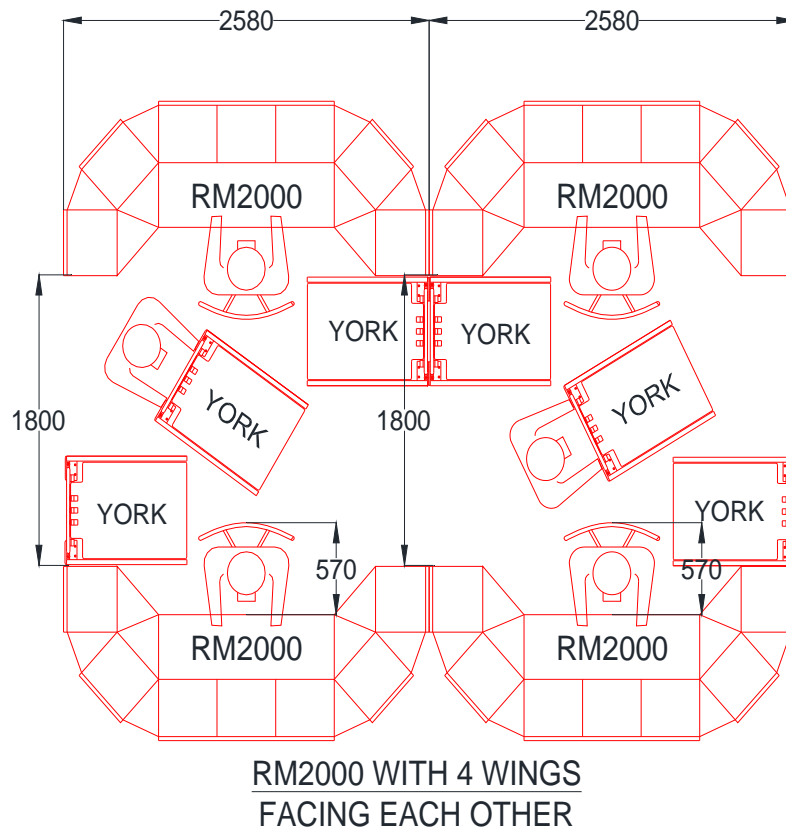 2580 2580
RM2000 RM2000
YORK YORK
YORK YORK
1800 1800
YORK YORK
570 570
RM2000 RM2000
RM2000 WITH 4 WINGS
FACING EACH OTHER